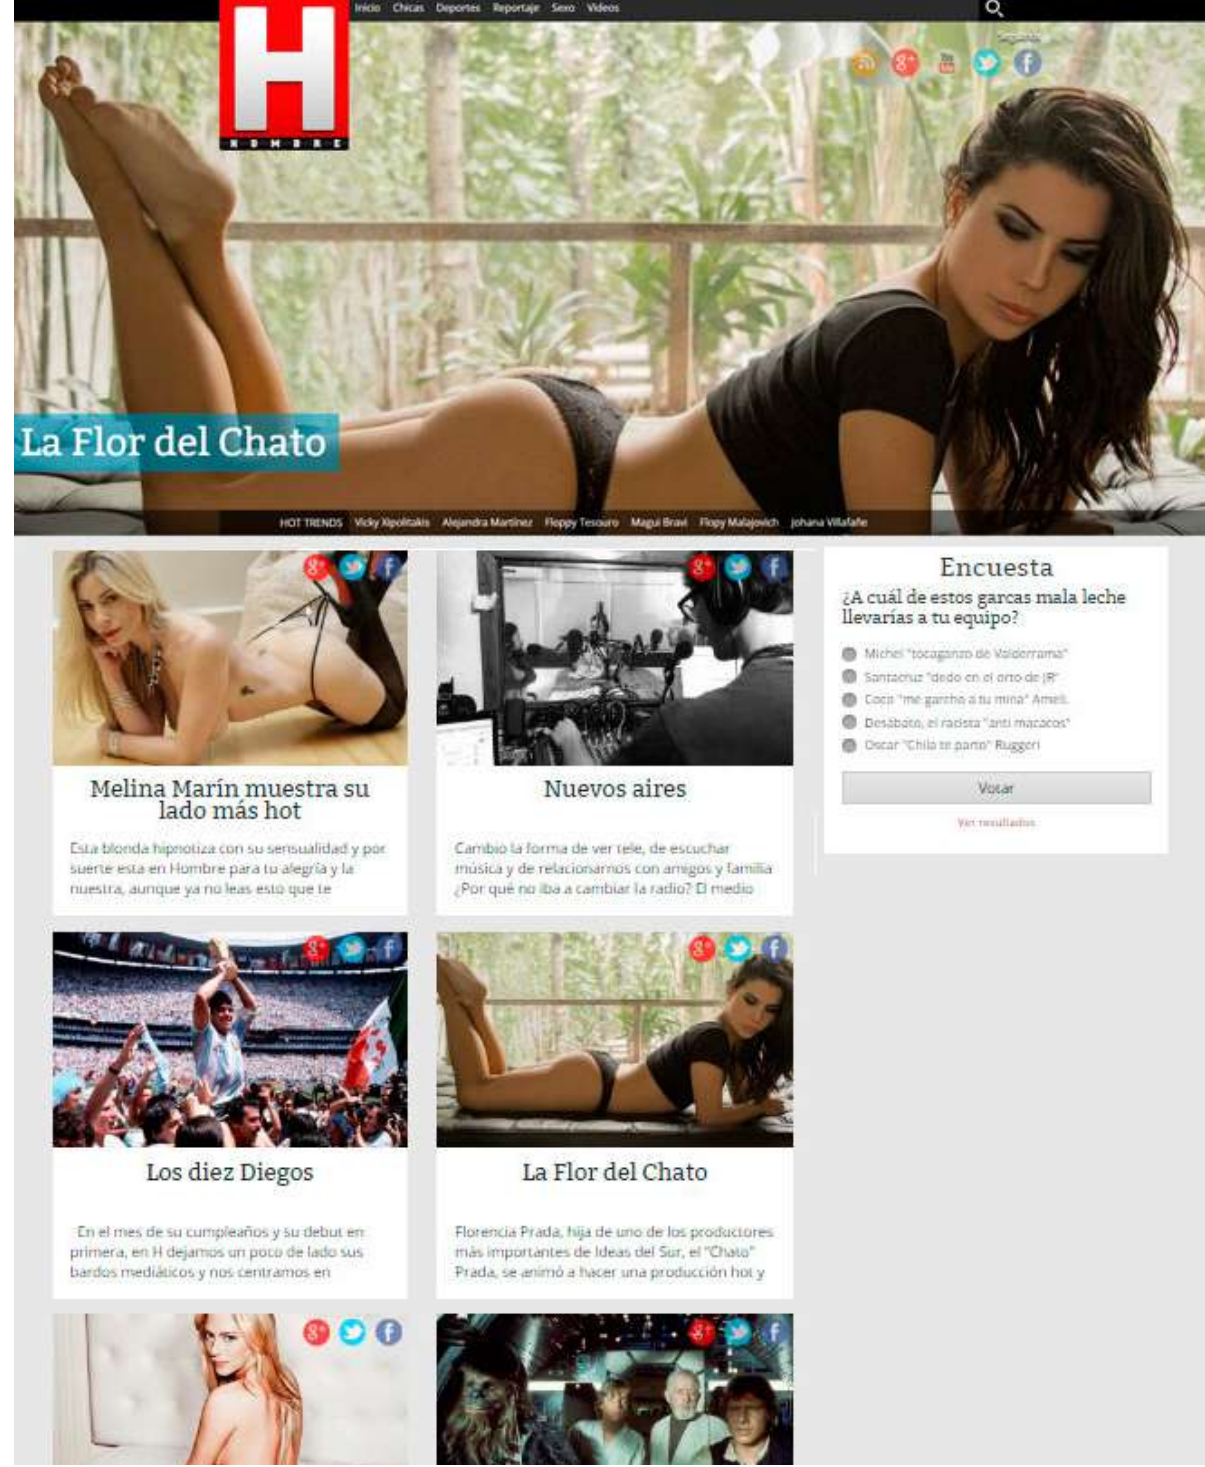 Inicio Chicas Deportes Reportaje Sexo Videos
H
HOMBRE
Seguinos
g+ You Tube f
La Flor del Chato
HOT TRENDS Vicky Xipolitakis Alejandra Martínez Floppy Tesouro Magui Bravi Flopy Malajovich Johana Villafañe
g+ f
Melina Marín muestra su
lado más hot
Esta blonda hipnotiza con su sensualidad y por
suerte esta en Hombre para tu alegría y la
nuestra, aunque ya no leas esto que te
g+ f
Nuevos aires
Cambio la forma de ver tele, de escuchar
música y de relacionarnos con amigos y familia
¿Por qué no iba a cambiar la radio? El medio
Encuesta
¿A cuál de estos garcas mala leche
llevarías a tu equipo?
Michel "tocaganzo de Valderrama"
Santacruz "dedo en el orto de JR"
Coco "me garcho a tu mina" Ameli.
Desábato, el racista "anti macacos"
Oscar "Chila te parto" Ruggeri
Votar
Ver resultados
g+ f
Los diez Diegos
En el mes de su cumpleaños y su debut en
primera, en H dejamos un poco de lado sus
bardos mediáticos y nos centramos en
g+ f
La Flor del Chato
Florencia Prada, hija de uno de los productores
más importantes de Ideas del Sur, el "Chato"
Prada, se animó a hacer una producción hot y
g+ f
g+ f